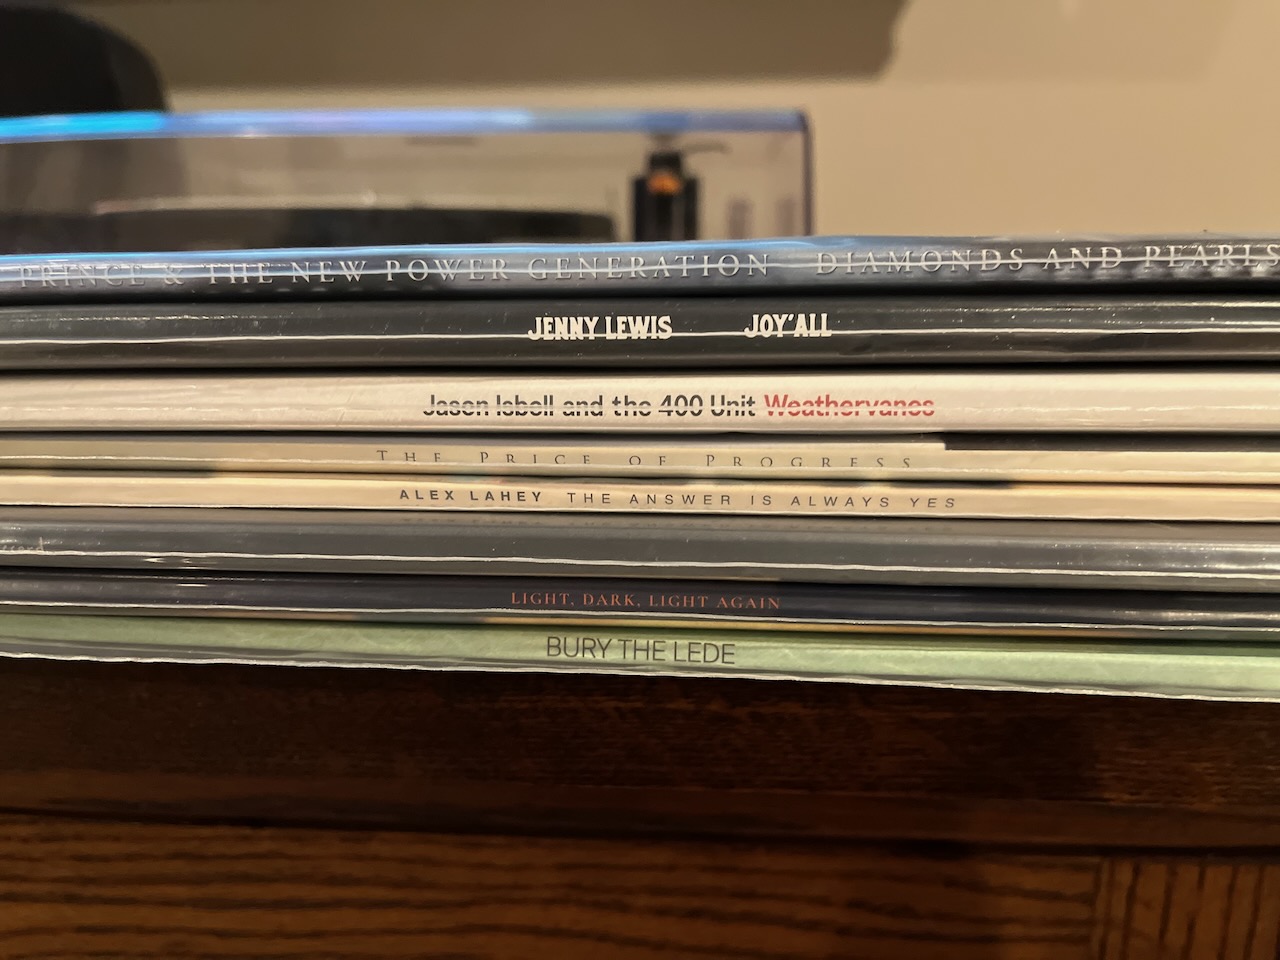 PRINCE & THE NEW POWER GENERATION DIAMONDS AND PEARLS
JENNY LEWIS JOY'ALL
Jason Isbell and the 400 Unit Weathervanes
THE PRICE OF PROGRESS
ALEX LAHEY THE ANSWER IS ALWAYS YES
LIGHT, DARK, LIGHT AGAIN
BURY THE LEDE